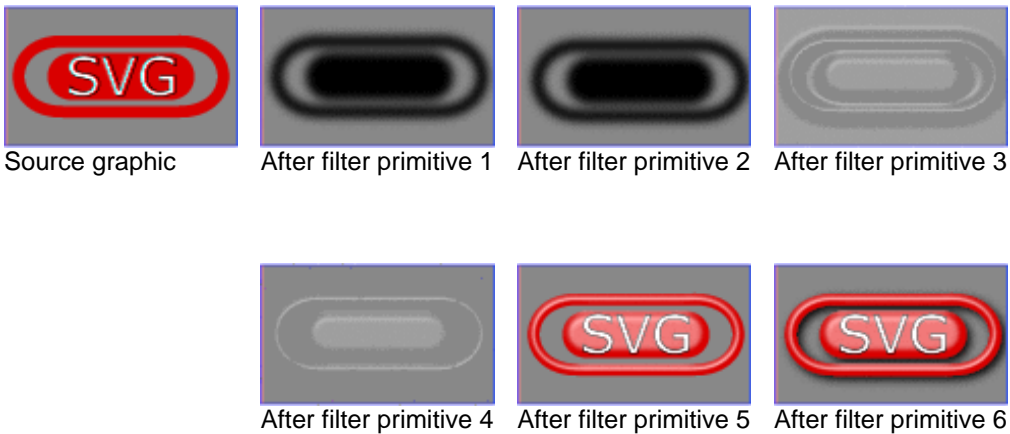 SVG
Source graphic
After filter primitive 1
After filter primitive 2
After filter primitive 3
SVG
SVG
After filter primitive 4
After filter primitive 5
After filter primitive 6